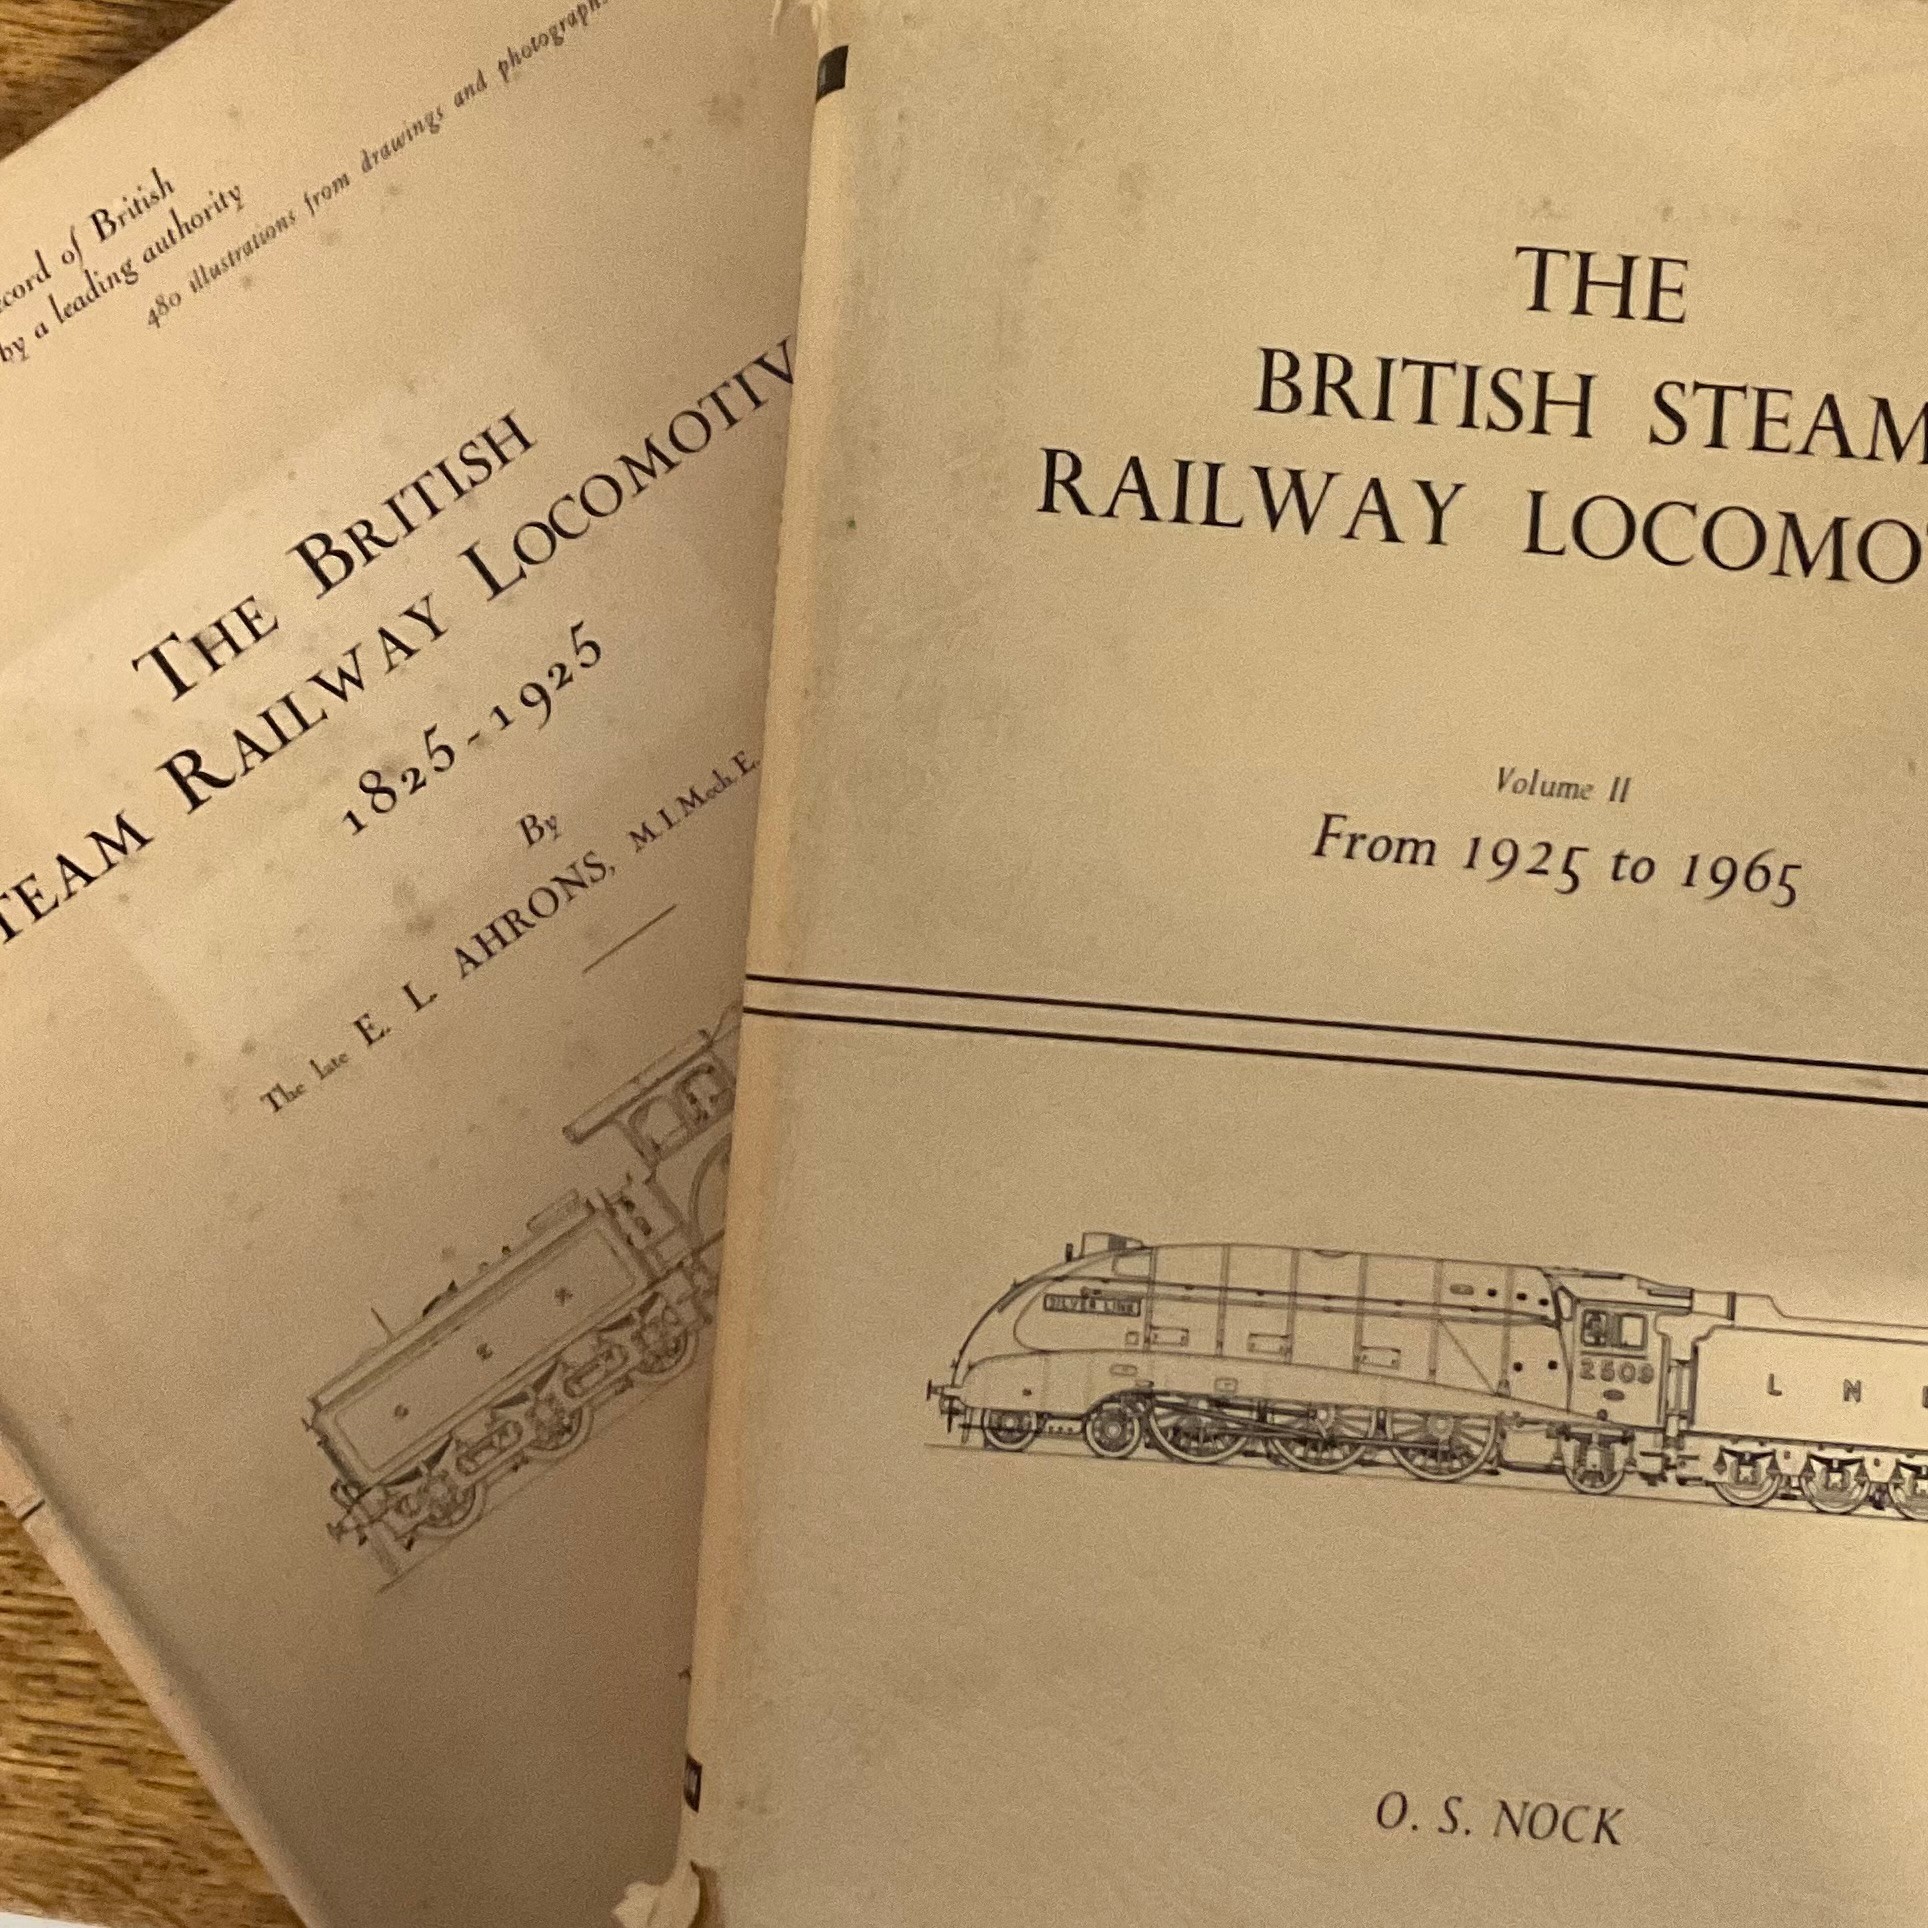 cord of British
by a leading authority
480 illustrations from drawings and photographs
THE BRITISH
TEAM RAILWAY LOCOMOTIV
1825-1925
By
The late E. L. AHRONS, M.I.Mech.E.
G E R
THE
BRITISH STEAM
RAILWAY LOCOMO
Volume II
From 1925 to 1965
SILVER LINK
2509
L N
O. S. NOCK